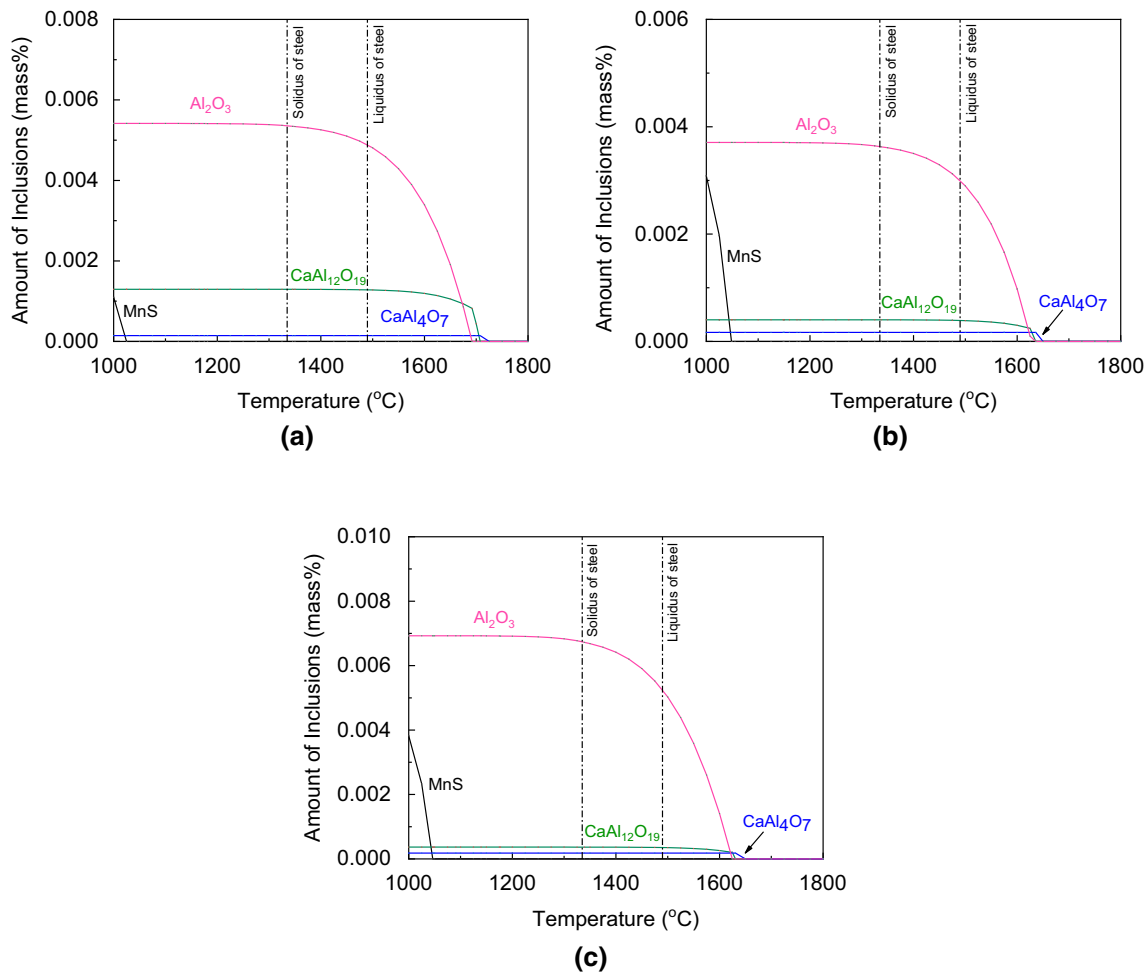 (a)
0.008
0.006
0.004
0.002
0.000
Amount of Inclusions (mass%)
Solidus of steel
Liquidus of steel
Al₂O₃
CaAl₁₂O₁₉
MnS
CaAl₄O₇
1000 1200 1400 1600 1800
Temperature (°C)
(a)
(b)
0.006
0.004
0.002
0.000
Amount of Inclusions (mass%)
Solidus of steel
Liquidus of steel
Al₂O₃
MnS
CaAl₁₂O₁₉
CaAl₄O₇
1000 1200 1400 1600 1800
Temperature (°C)
(b)
0.010
0.008
0.006
0.004
0.002
0.000
Amount of Inclusions (mass%)
Solidus of steel
Liquidus of steel
Al₂O₃
MnS
CaAl₁₂O₁₉
CaAl₄O₇
1000 1200 1400 1600 1800
Temperature (°C)
(c)